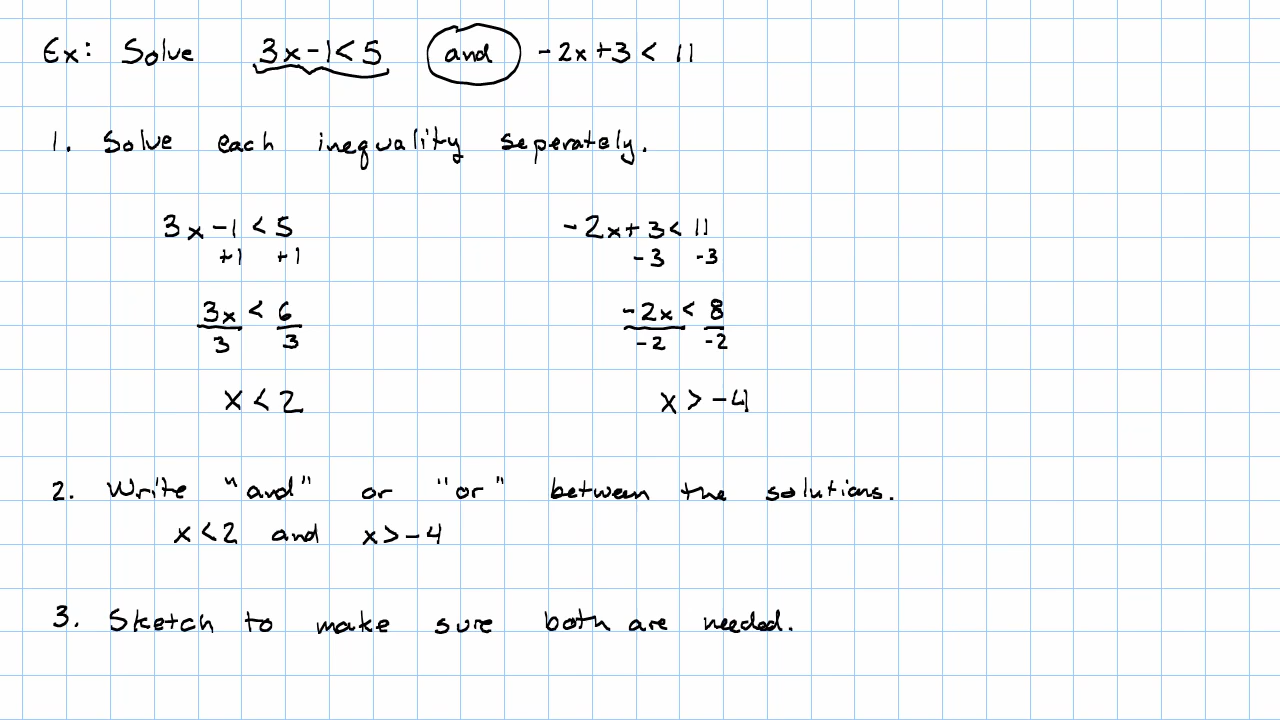 Ex: Solve 3x-1<5 and -2x+3 < 11
1. Solve each inequality seperately.
3x-1<5 -2x+3<11
+1 +1 -3 -3
3x < 6 -2x < 8
3 3 -2 -2
x < 2 x > -4
2. Write "and" or "or" between the solutions.
x<2 and x>-4
3. Sketch to make sure both are needed.